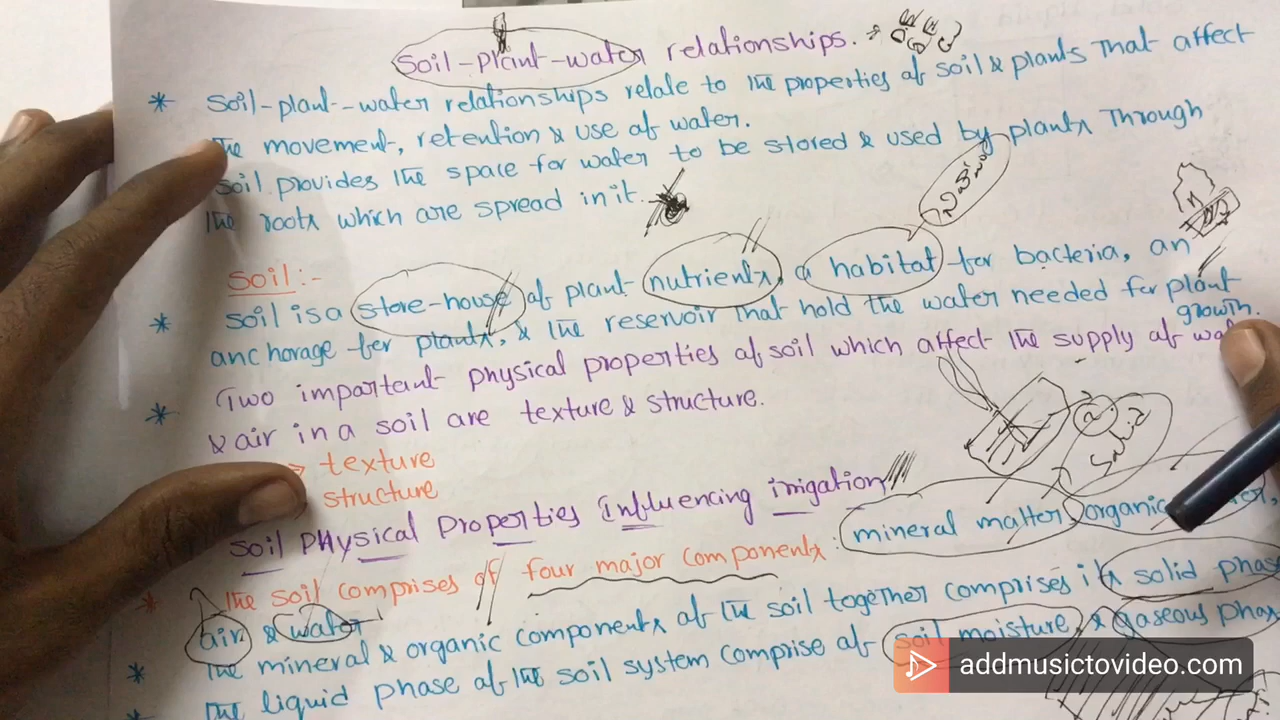 Soil-plant-water relationships.
* Soil-plant-water relationships relate to the properties of soil & plants that affect
the movement, retention & use of water.
Soil provides the space for water to be stored & used by plants through
the roots which are spread in it.
Soil:-
* Soil is a store-house of plant nutrients, a habitat for bacteria, an
anchorage for plants, & the reservoir that hold the water needed for plant
growth.
* Two important physical properties of soil which affect the supply of
& air in a soil are texture & structure.
→ texture
structure
Soil Physical Properties influencing irrigation
* The soil comprises of four major components: mineral matter, organic
air & water
* The mineral & organic components of the soil together comprises its solid phase
* The liquid phase of the soil system comprise of soil moisture, & gaseous
addmusictovideo.com